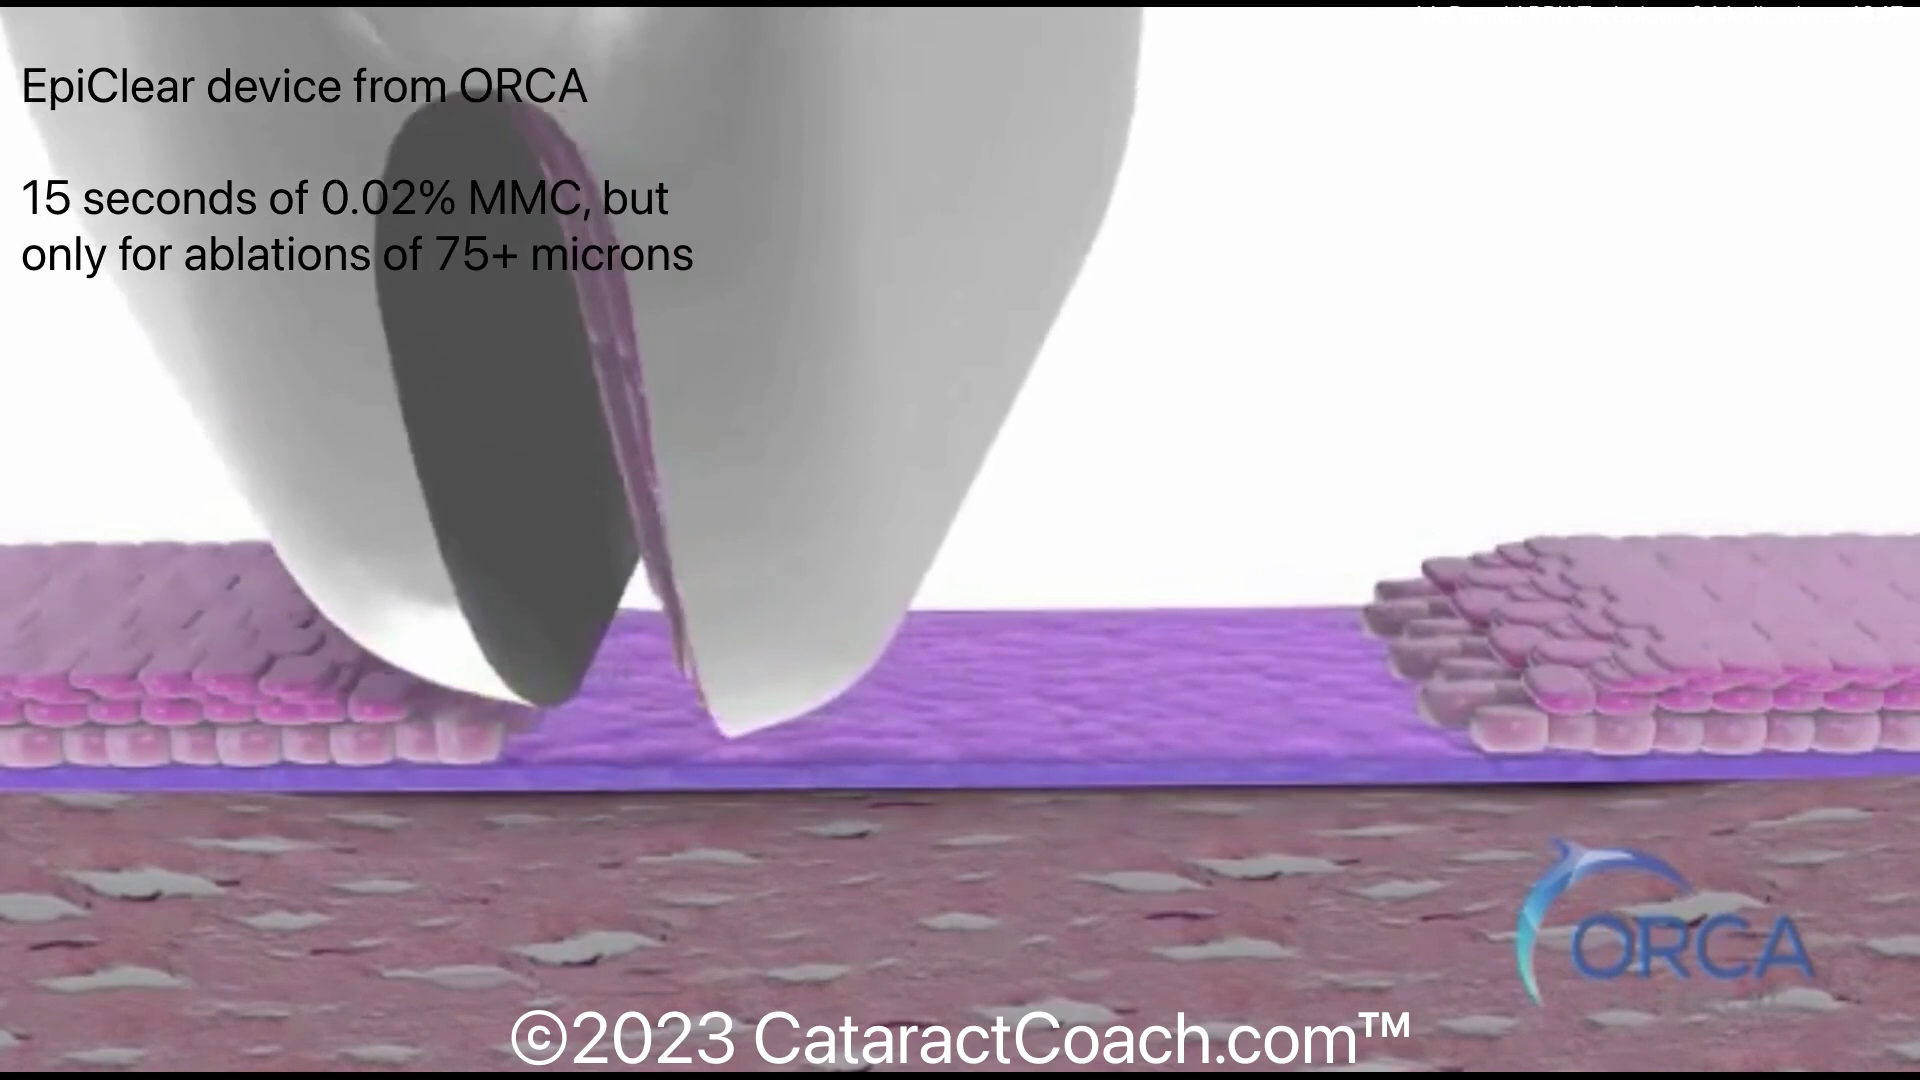 EpiClear device from ORCA
15 seconds of 0.02% MMC, but
only for ablations of 75+ microns
ORCA
©2023 CataractCoach.com™